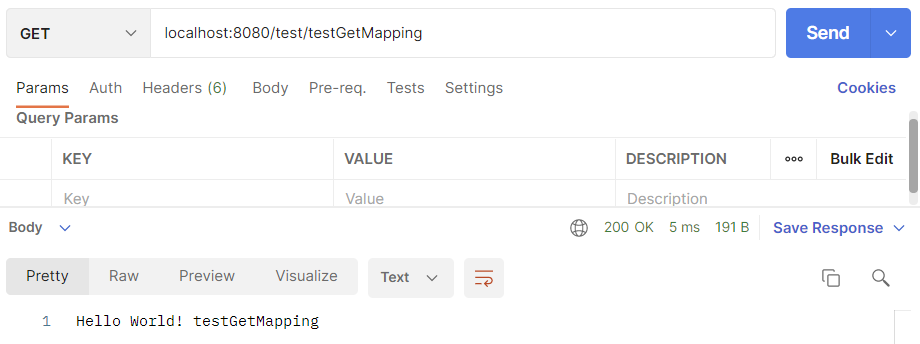 GET localhost:8080/test/testGetMapping Send
Params Auth Headers (6) Body Pre-req. Tests Settings Cookies
Query Params
KEY VALUE DESCRIPTION ooo Bulk Edit
Key Value Description
Body 200 OK 5 ms 191 B Save Response
Pretty Raw Preview Visualize Text
1 Hello World! testGetMapping